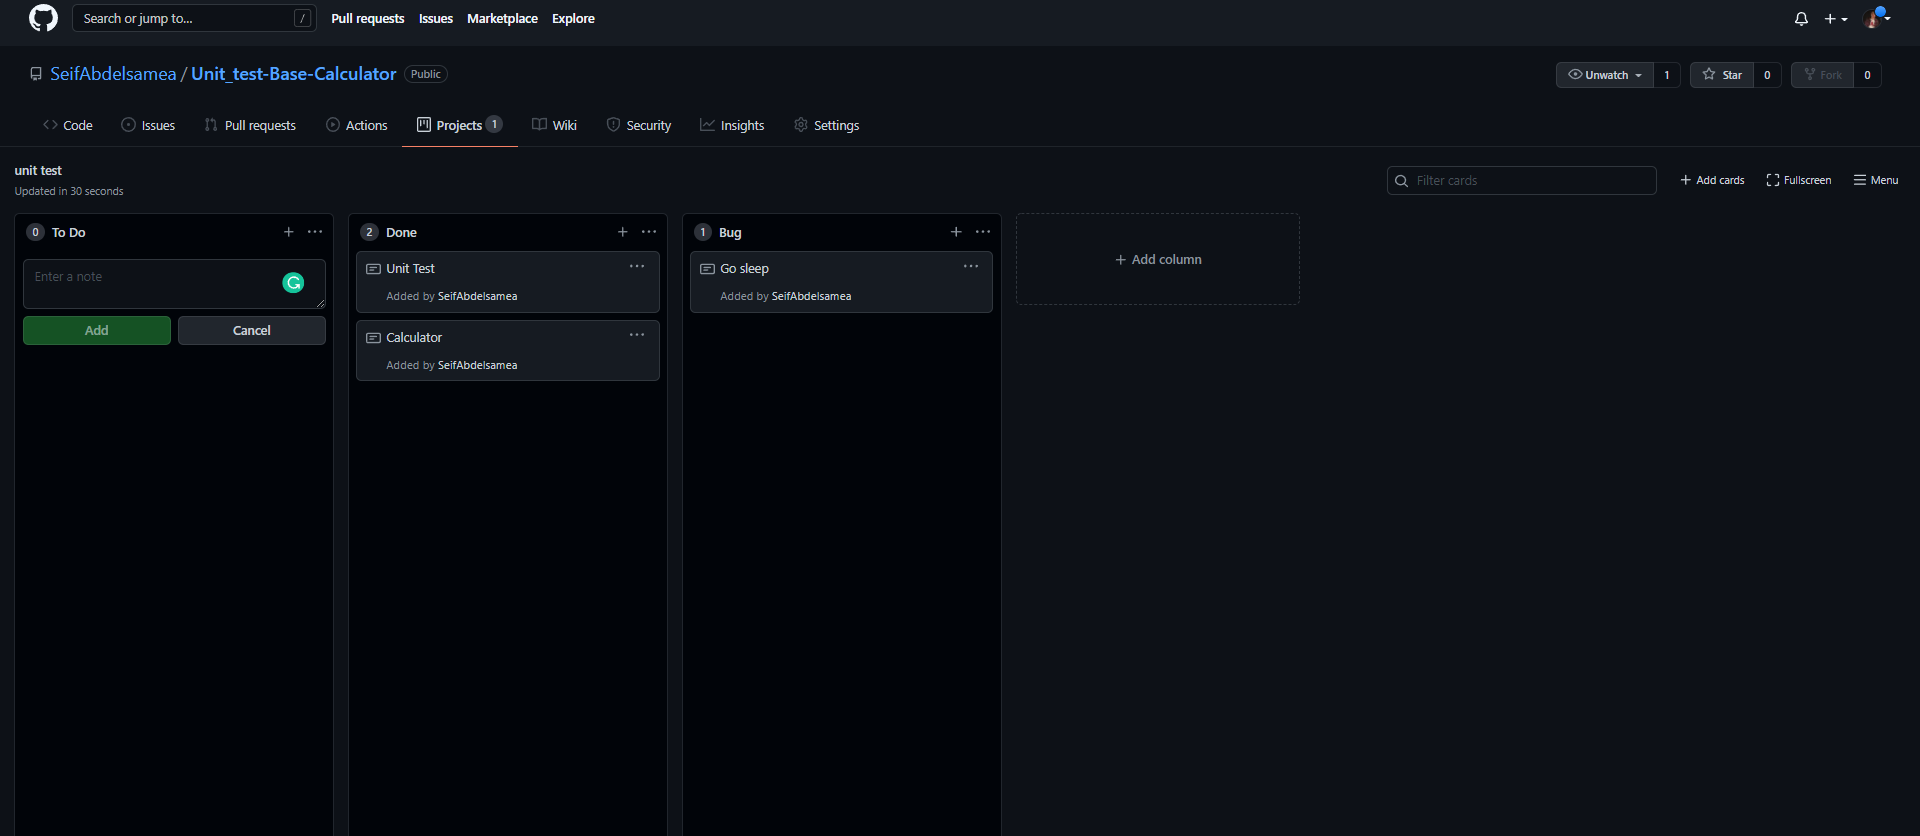 Search or jump to... /
Pull requests Issues Marketplace Explore
SeifAbdelsamea / Unit_test-Base-Calculator Public
Unwatch 1 Star 0 Fork 0
Code Issues Pull requests Actions Projects 1 Wiki Security Insights Settings
unit test
Updated in 30 seconds
Filter cards
Add cards Fullscreen Menu
0 To Do
Enter a note
Add Cancel
2 Done
Unit Test
Added by SeifAbdelsamea
Calculator
Added by SeifAbdelsamea
1 Bug
Go sleep
Added by SeifAbdelsamea
Add column